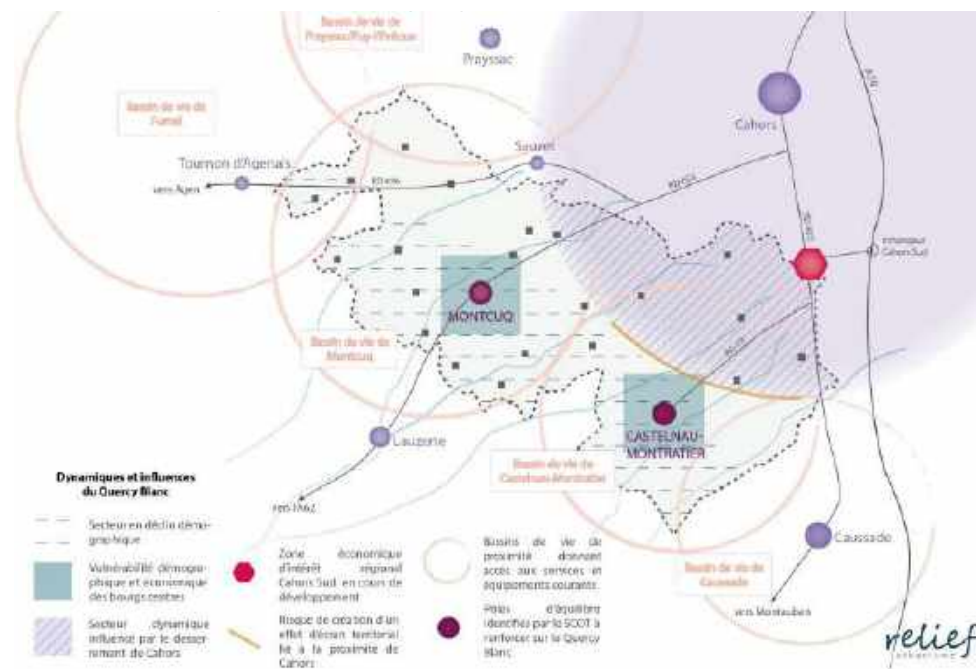 Bassin de vie de
Prayssac/Puy-l'Évêque
Prayssac
Cahors
A20
Bassin de vie de
Fumel
Tournon d'Agenais
Sauzet
vers Agen
Cahors Sud
MONTCUQ
Bassin de vie de
Montcuq
Lauzerte
CASTELNAU-
MONTRATIER
Bassin de vie de
Castelnau-Montratier
vers l'A62
Caussade
Bassin de vie de
Caussade
vers Montauban
Dynamiques et influences
du Quercy Blanc
Secteur en déclin démo-
graphique
Vulnérabilité démogra-
phique et économique
des bourgs centres
Secteur dynamique
influencé par le desser-
rement de Cahors
Zone économique
d'intérêt régional
Cahors Sud en cours de
développement
Risque de création d'un
effet d'écran territorial
lié à la proximité de
Cahors
Bassins de vie de
proximité donnant
accès aux services et
équipements courants
Pôles d'équilibre
identifiés par le SCOT à
renforcer sur le Quercy
Blanc
relief
urbanisme